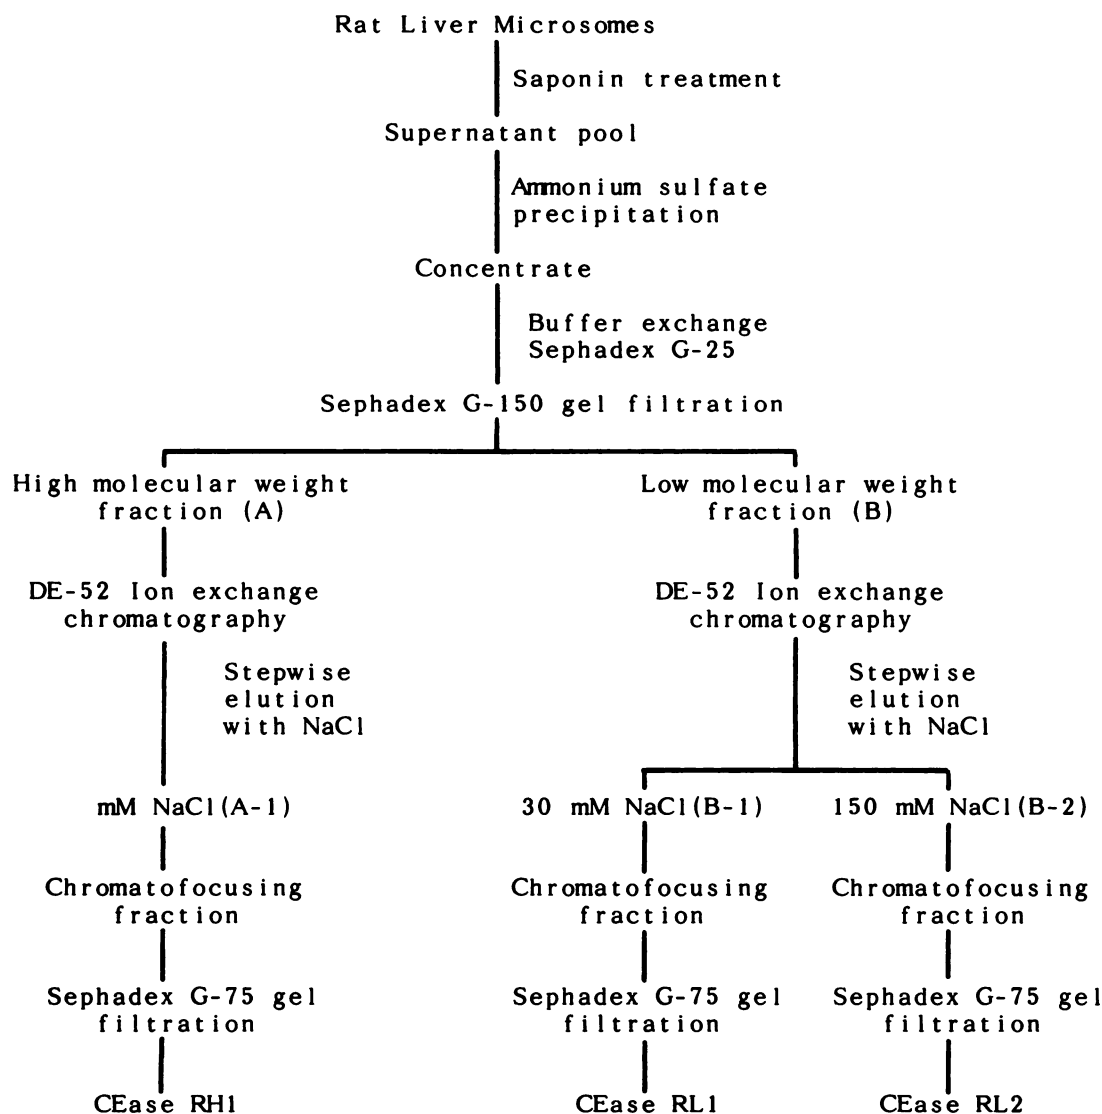 Rat Liver Microsomes
Saponin treatment
Supernatant pool
Ammonium sulfate
precipitation
Concentrate
Buffer exchange
Sephadex G-25
Sephadex G-150 gel filtration
High molecular weight
fraction (A)
DE-52 Ion exchange
chromatography
Stepwise
elution
with NaCl
mM NaCl(A-1)
Chromatofocusing
fraction
Sephadex G-75 gel
filtration
CEase RH1
Low molecular weight
fraction (B)
DE-52 Ion exchange
chromatography
Stepwise
elution
with NaCl
30 mM NaCl(B-1)
Chromatofocusing
fraction
Sephadex G-75 gel
filtration
CEase RL1
150 mM NaCl(B-2)
Chromatofocusing
fraction
Sephadex G-75 gel
filtration
CEase RL2